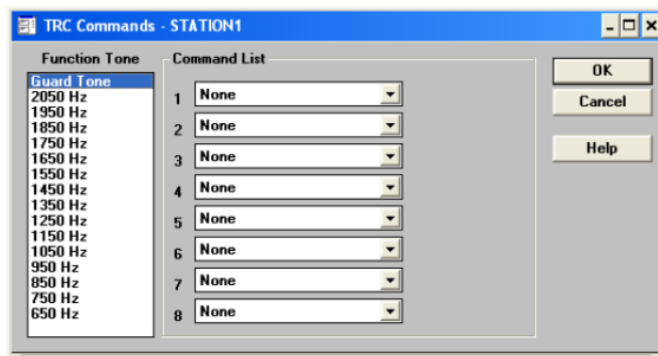 TRC Commands - STATION1
Function Tone
Command List
Guard Tone
2050 Hz
1950 Hz
1850 Hz
1750 Hz
1650 Hz
1550 Hz
1450 Hz
1350 Hz
1250 Hz
1150 Hz
1050 Hz
950 Hz
850 Hz
750 Hz
650 Hz
1 None
2 None
3 None
4 None
5 None
6 None
7 None
8 None
OK
Cancel
Help